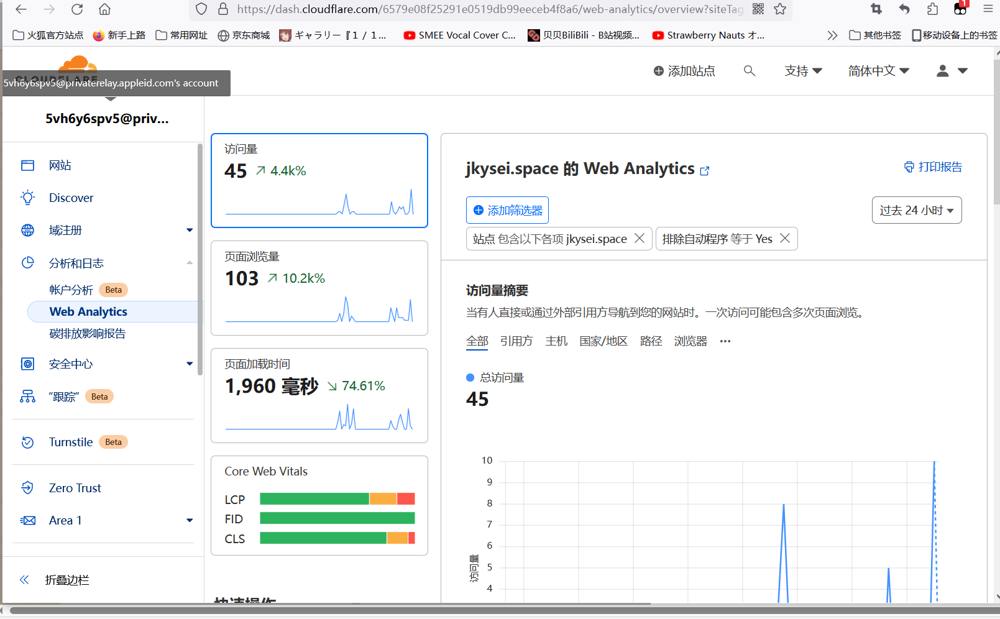 https://dash.cloudflare.com/6579e08f25291e0519db99eeceb4f8a6/web-analytics/overview?siteTag
1
火狐官方站点
新手上路
常用网址
京东商城
ギャラリー『１ / １...
SMEE Vocal Cover C...
贝贝BiliBili - B站视频...
Strawberry Nauts オ...
其他书签
移动设备上的书签
CLOUDFLARE
5vh6y6spv5@privaterelay.appleid.com's account
添加站点
支持
简体中文
5vh6y6spv5@priv...
网站
Discover
域注册
分析和日志
帐户分析 Beta
Web Analytics
碳排放影响报告
安全中心
“跟踪” Beta
Turnstile Beta
Zero Trust
Area 1
折叠边栏
访问量
45 4.4k%
页面浏览量
103 10.2k%
页面加载时间
1,960 毫秒 74.61%
Core Web Vitals
LCP
FID
CLS
快速操作
jkysei.space 的 Web Analytics
打印报告
添加筛选器
过去 24 小时
站点 包含以下各项 jkysei.space
排除自动程序 等于 Yes
访问量摘要
当有人直接或通过外部引用方导航到您的网站时。一次访问可能包含多次页面浏览。
全部 引用方 主机 国家/地区 路径 浏览器 ...
总访问量
45
10
9
8
7
6
5
4
访问量